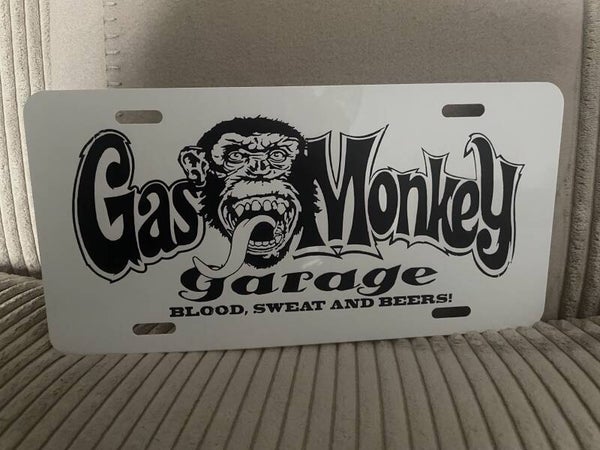 Gas Monkey
garage
BLOOD, SWEAT AND BEERS!